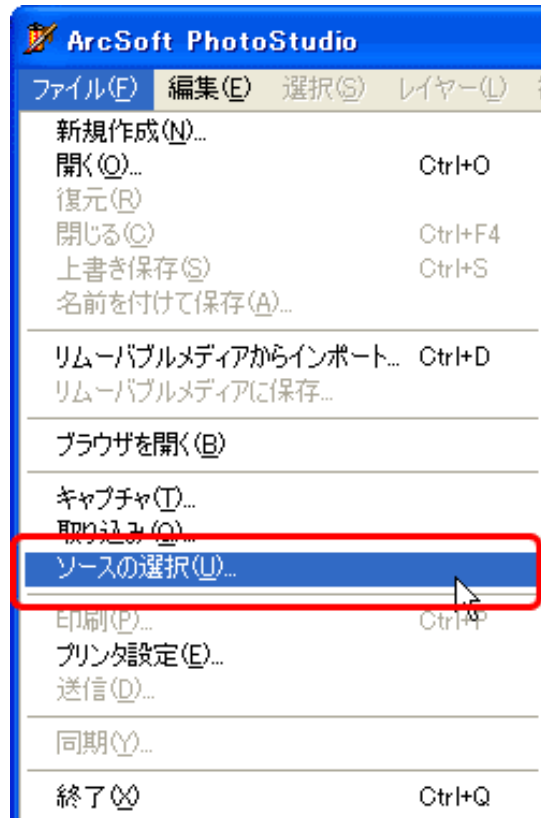 ArcSoft PhotoStudio
ファイル(F) 編集(E) 選択(S) レイヤー(L)
新規作成(N)...
開く(O)... Ctrl+O
復元(R)
閉じる(C) Ctrl+F4
上書き保存(S) Ctrl+S
名前を付けて保存(A)...
リムーバブルメディアからインポート... Ctrl+D
リムーバブルメディアに保存...
ブラウザを開く(B)
キャプチャ(T)...
取り込み(Q)...
ソースの選択(U)...
印刷(P)... Ctrl+P
プリンタ設定(E)...
送信(D)...
同期(Y)...
終了(X) Ctrl+Q